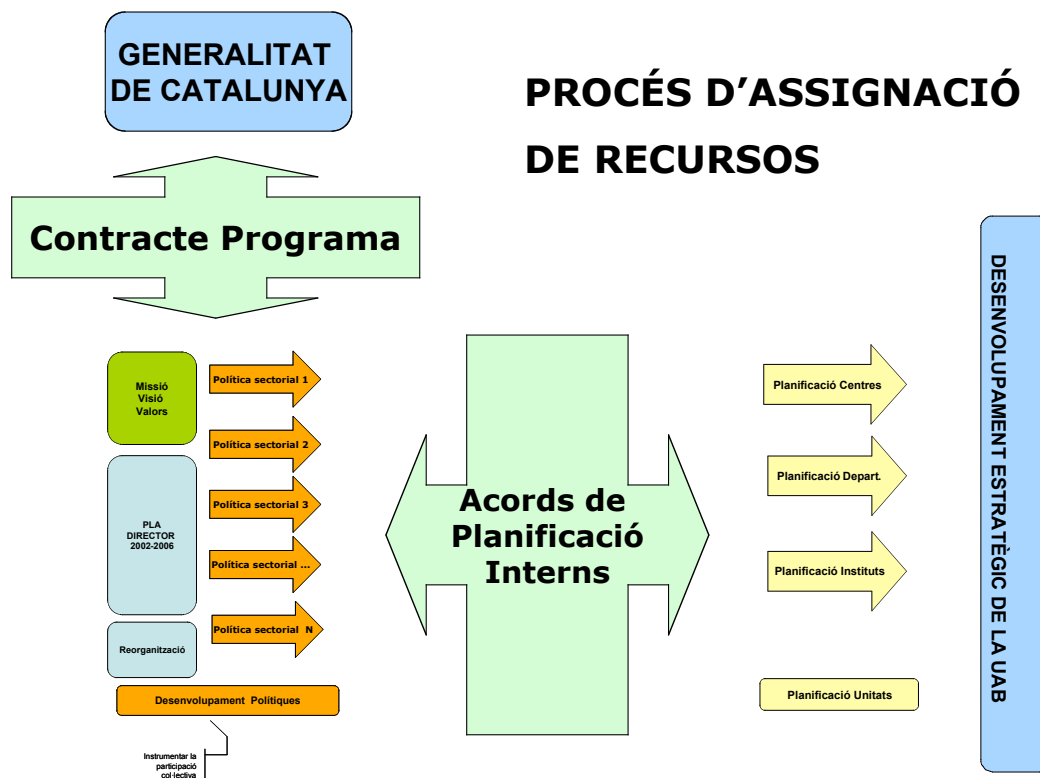 GENERALITAT
DE CATALUNYA
PROCÉS D’ASSIGNACIÓ
DE RECURSOS
Contracte Programa
Missió
Visió
Valors
PLA
DIRECTOR
2002-2006
Reorganització
Política sectorial 1
Política sectorial 2
Política sectorial 3
Política sectorial ...
Política sectorial N
Desenvolupament Polítiques
Instrumentar la
participació
col·lectiva
Acords de
Planificació
Interns
Planificació Centres
Planificació Depart.
Planificació Instituts
Planificació Unitats
DESENVOLUPAMENT ESTRATÈGIC DE LA UAB